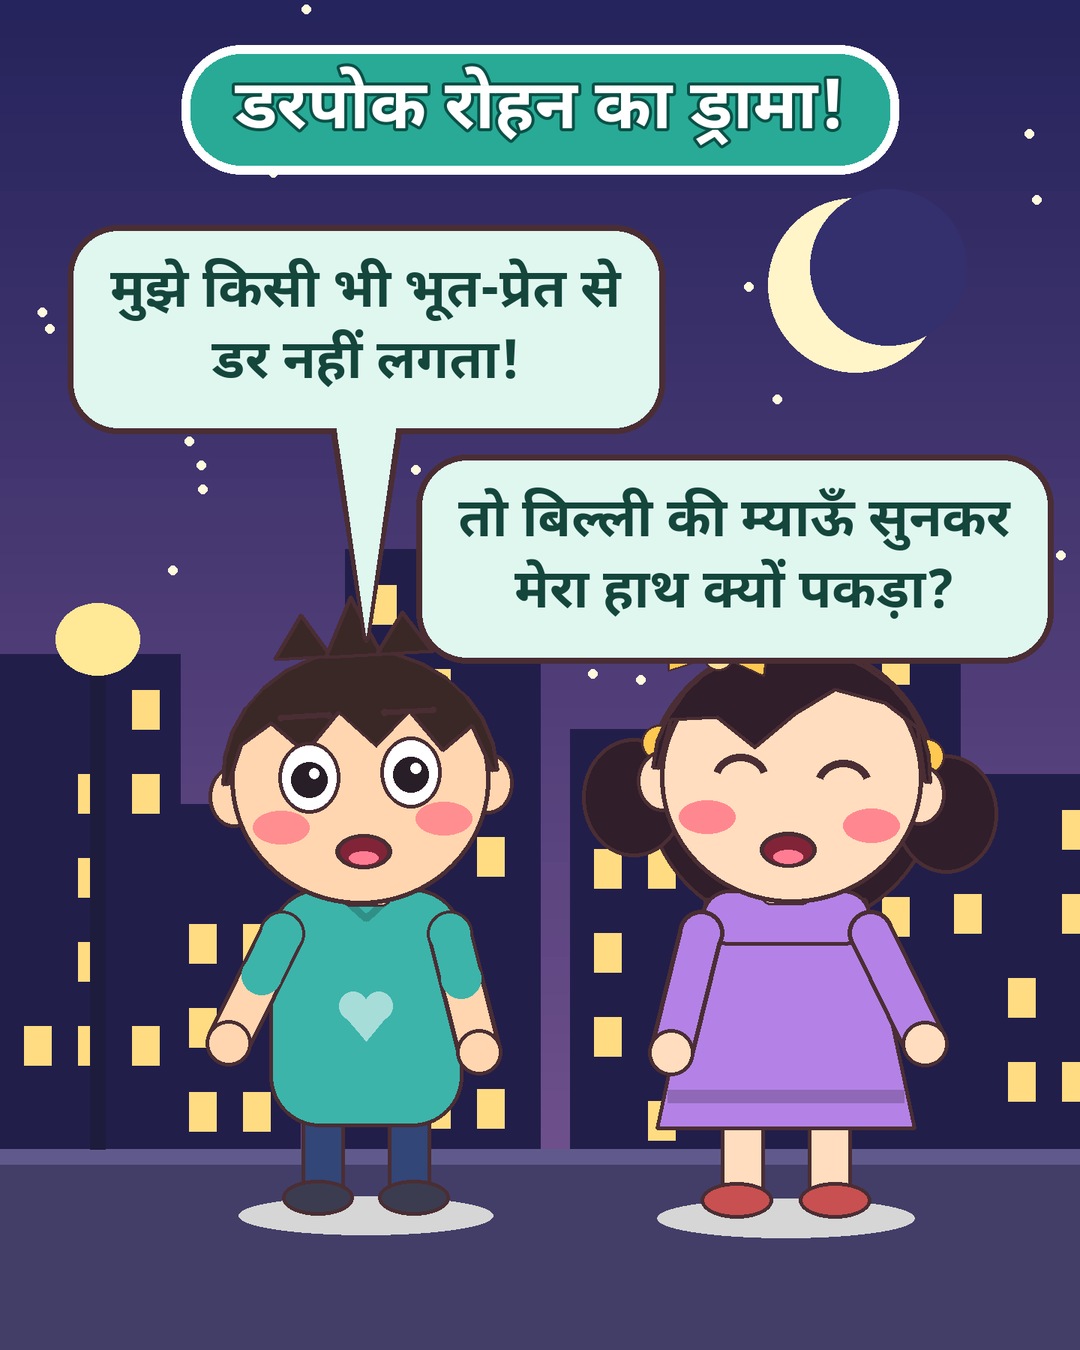 डरपोक रोहन का ड्रामा!
मुझे किसी भी भूत-प्रेत से
डर नहीं लगता!
तो बिल्ली की म्याऊँ सुनकर
मेरा हाथ क्यों पकड़ा?